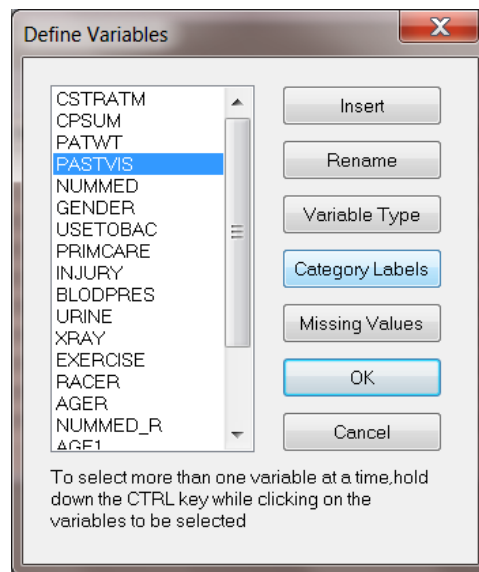 Define Variables
X
CSTRATM
CPSUM
PATWT
PASTVIS
NUMMED
GENDER
USETOBAC
PRIMCARE
INJURY
BLODPRES
URINE
XRAY
EXERCISE
RACER
AGER
NUMMED_R
AGE1
Insert
Rename
Variable Type
Category Labels
Missing Values
OK
Cancel
To select more than one variable at a time,hold
down the CTRL key while clicking on the
variables to be selected